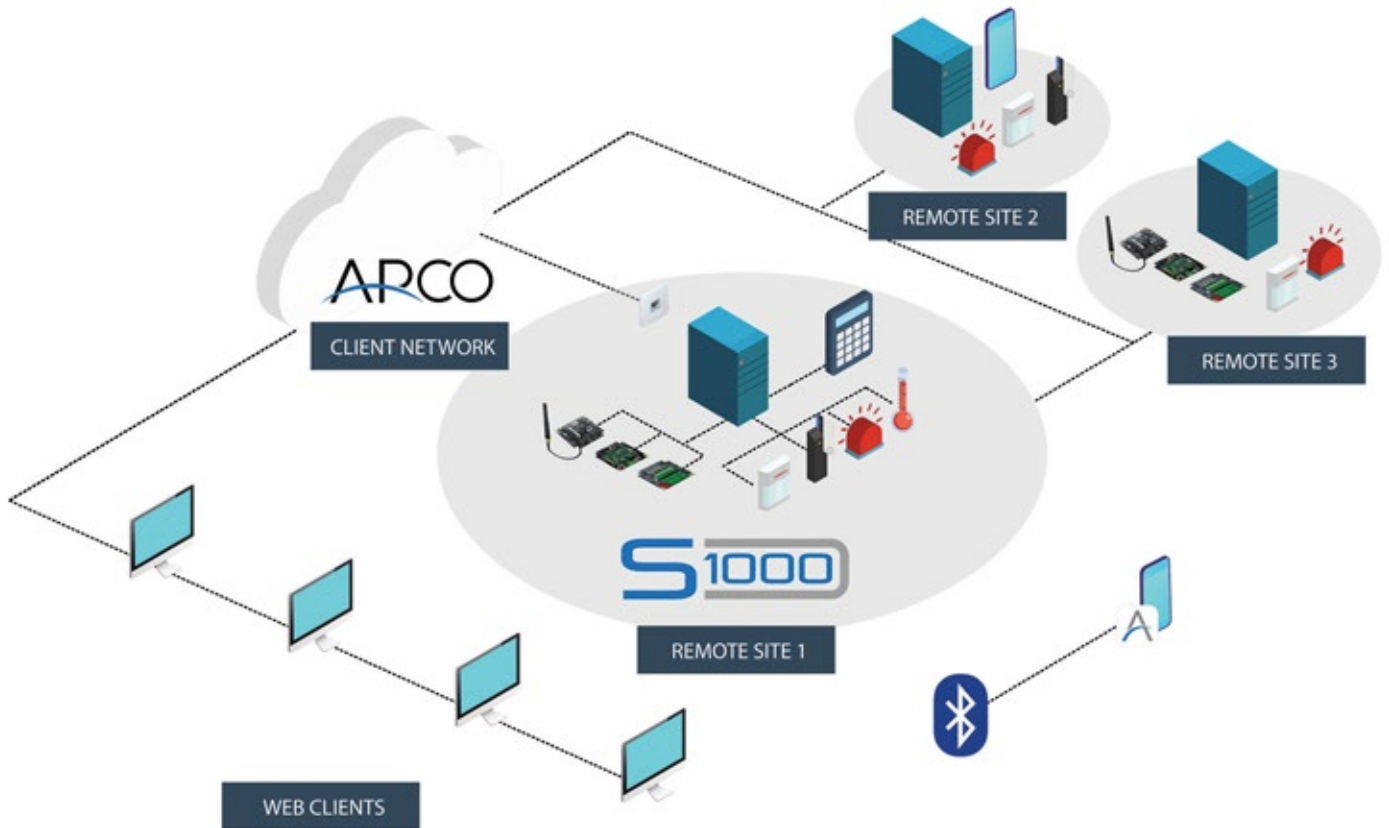 REMOTE SITE 2
ARCO
CLIENT NETWORK
REMOTE SITE 3
S1000
REMOTE SITE 1
A
WEB CLIENTS